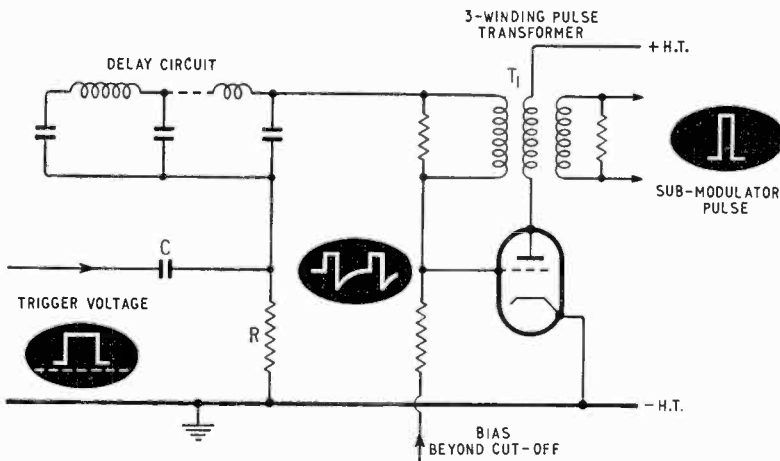 3-WINDING PULSE
TRANSFORMER
+ H.T.
DELAY CIRCUIT
T1
SUB-MODULATOR
PULSE
C
TRIGGER VOLTAGE
R
- H.T.
BIAS
BEYOND CUT-OFF